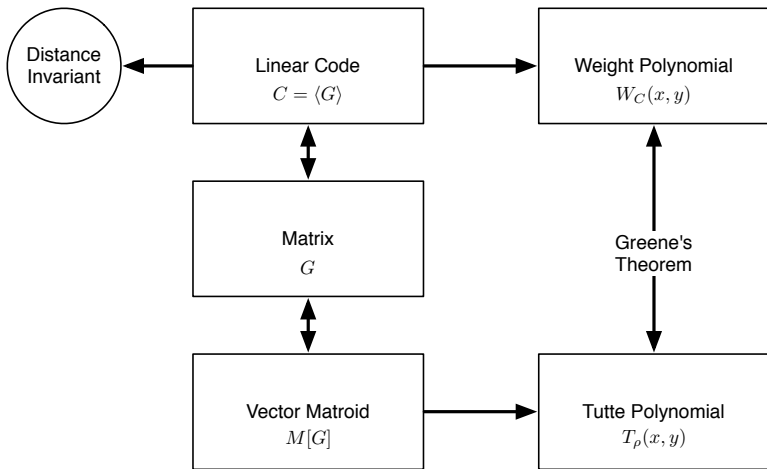 Distance
Invariant
Linear Code
C = ⟨G⟩
Weight Polynomial
W_C(x, y)
Matrix
G
Greene's
Theorem
Vector Matroid
M[G]
Tutte Polynomial
T_ρ(x, y)